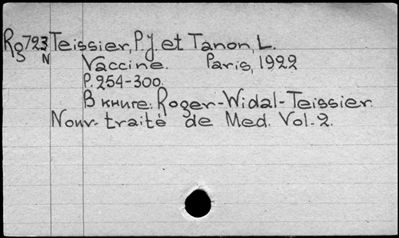 Rg723 Teissier, P.J. et Tanon, L.
N
Vaccine. Paris, 1922
P. 254-300.
В книге: Roger-Widal-Teissier.
Nouv. traité de Med. Vol. 2.